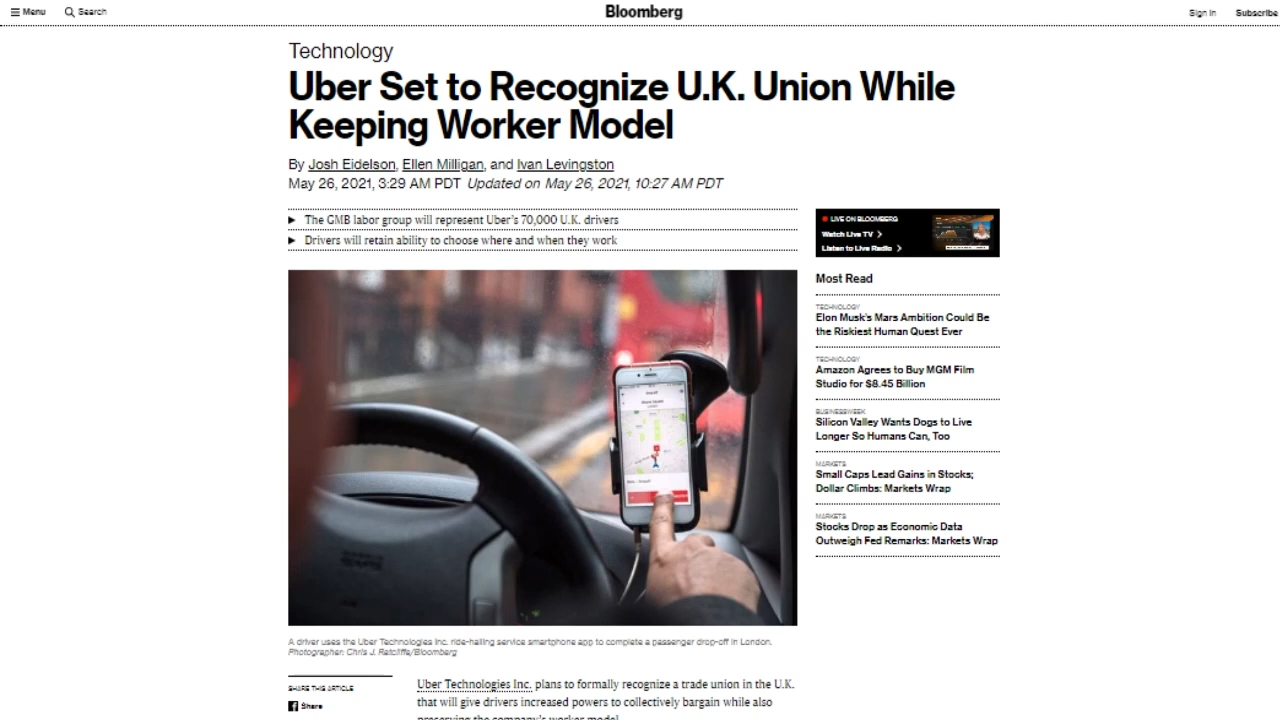 Menu
Search
Bloomberg
Sign In
Subscribe
Technology
Uber Set to Recognize U.K. Union While
Keeping Worker Model
By Josh Eidelson, Ellen Milligan, and Ivan Levingston
May 26, 2021, 3:29 AM PDT Updated on May 26, 2021, 10:27 AM PDT
The GMB labor group will represent Uber's 70,000 U.K. drivers
Drivers will retain ability to choose where and when they work
A driver uses the Uber Technologies Inc. ride-hailing service smartphone app to complete a passenger drop-off in London.
Photographer: Chris J. Ratcliffe/Bloomberg
SHARE THIS ARTICLE
Share
Uber Technologies Inc. plans to formally recognize a trade union in the U.K.
that will give drivers increased powers to collectively bargain while also
preserving the company's worker model.
LIVE ON BLOOMBERG
Watch Live TV
Listen to Live Radio
Most Read
TECHNOLOGY
Elon Musk's Mars Ambition Could Be
the Riskiest Human Quest Ever
TECHNOLOGY
Amazon Agrees to Buy MGM Film
Studio for $8.45 Billion
BUSINESSWEEK
Silicon Valley Wants Dogs to Live
Longer So Humans Can, Too
MARKETS
Small Caps Lead Gains in Stocks;
Dollar Climbs: Markets Wrap
MARKETS
Stocks Drop as Economic Data
Outweigh Fed Remarks: Markets Wrap